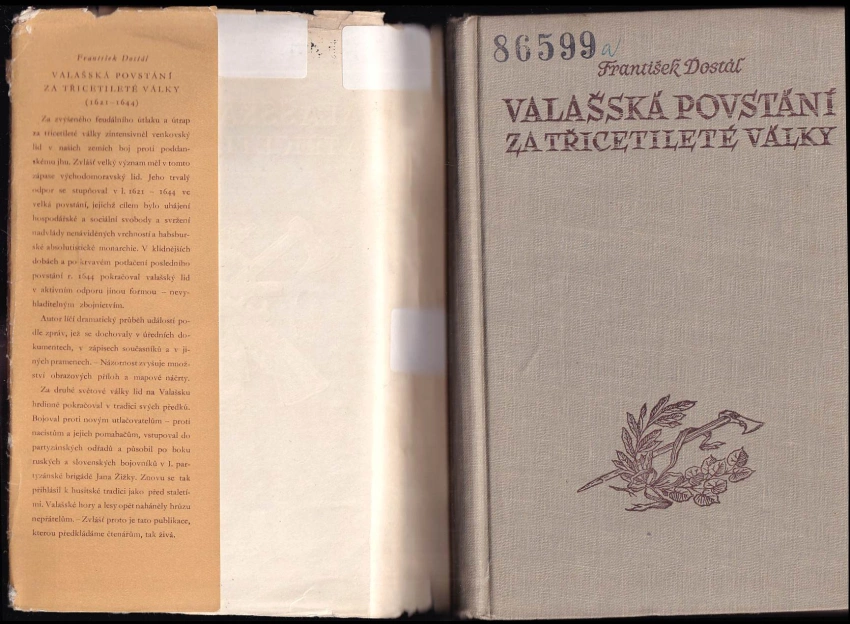 František Dostál
VALAŠSKÁ POVSTÁNÍ
ZA TŘICETILETÉ VÁLKY
(1621–1644)
Za zvýšeného feudálního útlaku a útrap
za třicetileté války zintensivněl venkovský
lid v našich zemích boj proti poddan-
skému jhu. Zvlášť velký význam měl v tomto
zápase východomoravský lid. Jeho trvalý
odpor se stupňoval v l. 1621 – 1644 ve
velká povstání, jejichž cílem bylo uhájení
hospodářské a sociální svobody a svržení
nadvlády nenáviděných vrchností a habsbur-
ské absolutistické monarchie. V klidnějších
dobách a po krvavém potlačení posledního
povstání r. 1644 pokračoval valašský lid
v aktivním odporu jinou formou – nevy-
hladitelným zbojnictvím.
Autor líčí dramatický průběh událostí po-
dle zpráv, jež se dochovaly v úředních do-
kumentech, v zápisech současníků a v ji-
ných pramenech. – Názornost zvyšuje množ-
ství obrazových příloh a mapové náčrty.
Za druhé světové války lid na Valašsku
hrdinně pokračoval v tradici svých předků.
Bojoval proti novým utlačovatelům – proti
nacistům a jejich pomahačům, vstupoval do
partyzánských odřadů a působil po boku
ruských a slovenských bojovníků v I. par-
tyzánské brigádě Jana Žižky. Znovu se tak
přihlásil k husitské tradici jako před staletí-
mi. Valašské hory a lesy opět naháněly hrůzu
nepřátelům. – Zvlášť proto je tato publikace,
kterou předkládáme čtenářům, tak živá.
86599 a
František Dostál
VALAŠSKÁ POVSTÁNÍ
ZA TŘICETILETÉ VÁLKY